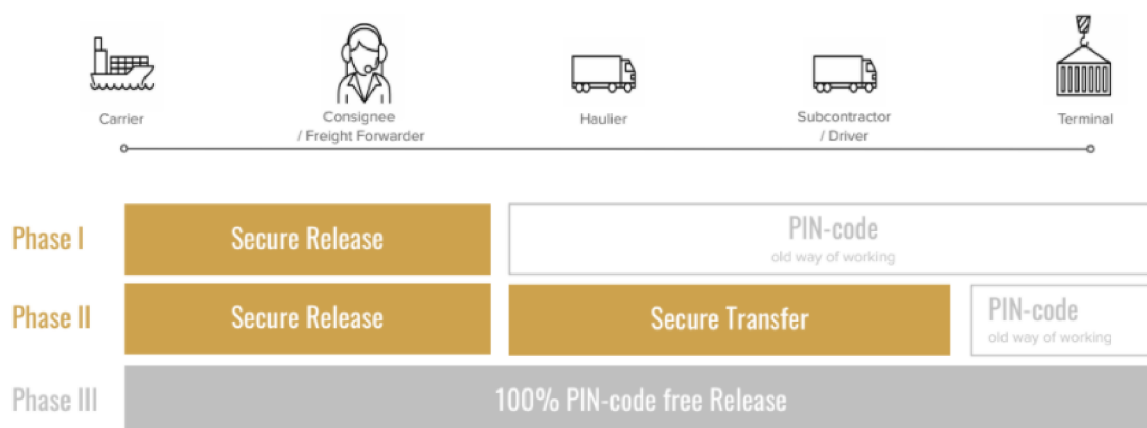 Carrier
Consignee
/ Freight Forwarder
Haulier
Subcontractor
/ Driver
Terminal
Phase I
Secure Release
PIN-code
old way of working
Phase II
Secure Release
Secure Transfer
PIN-code
old way of working
Phase III
100% PIN-code free Release